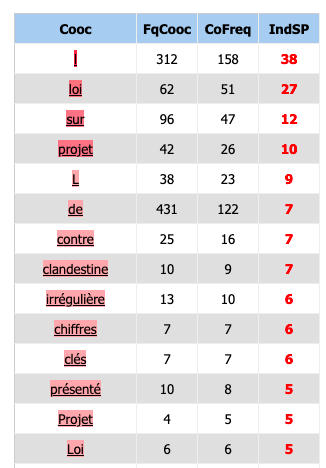 Cooc FqCooc CoFreq IndSP
l 312 158 38
loi 62 51 27
sur 96 47 12
projet 42 26 10
L 38 23 9
de 431 122 7
contre 25 16 7
clandestine 10 9 7
irrégulière 13 10 6
chiffres 7 7 6
clés 7 7 6
présenté 10 8 5
Projet 4 5 5
Loi 6 6 5